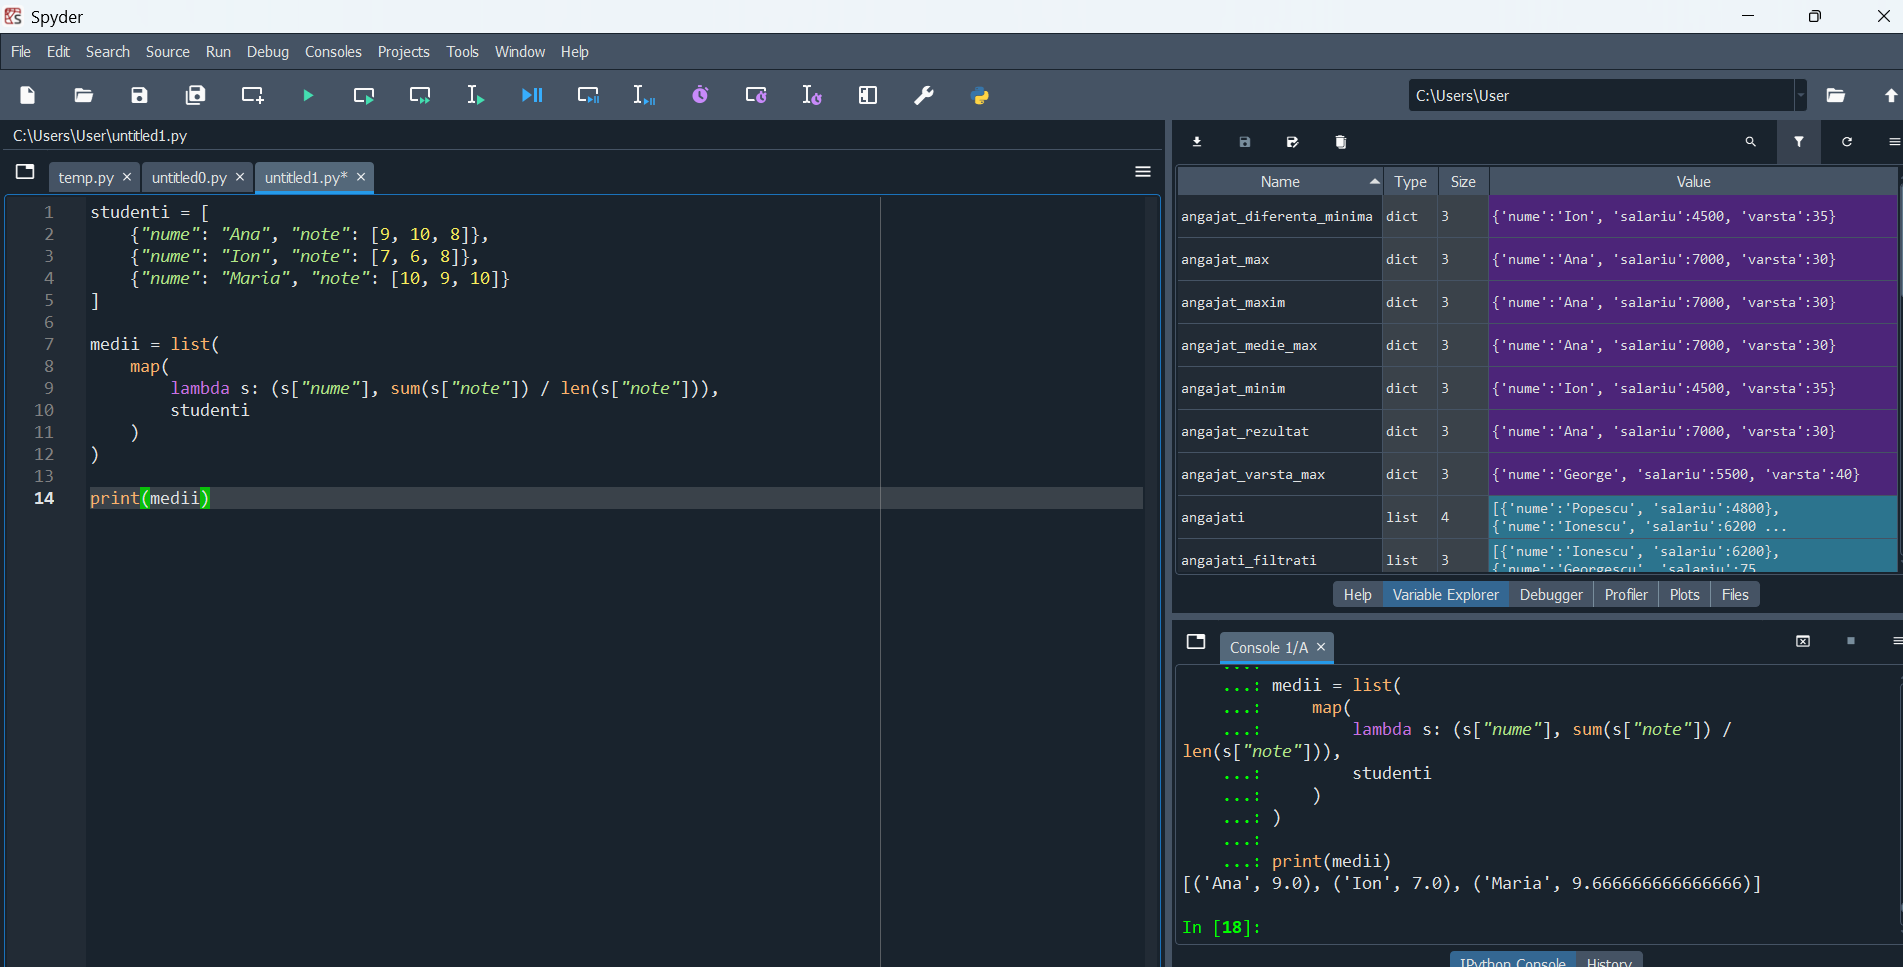 Spyder
File Edit Search Source Run Debug Consoles Projects Tools Window Help
C:\Users\User
C:\Users\User\untitled1.py
temp.py untitled0.py untitled1.py*
1 studenti = [
2     {"nume": "Ana", "note": [9, 10, 8]},
3     {"nume": "Ion", "note": [7, 6, 8]},
4     {"nume": "Maria", "note": [10, 9, 10]}
5 ]
6
7 medii = list(
8     map(
9         lambda s: (s["nume"], sum(s["note"]) / len(s["note"])),
10         studenti
11     )
12 )
13
14 print(medii)
Name Type Size Value
angajat_diferenta_minima dict 3 {'nume':'Ion', 'salariu':4500, 'varsta':35}
angajat_max dict 3 {'nume':'Ana', 'salariu':7000, 'varsta':30}
angajat_maxim dict 3 {'nume':'Ana', 'salariu':7000, 'varsta':30}
angajat_medie_max dict 3 {'nume':'Ana', 'salariu':7000, 'varsta':30}
angajat_minim dict 3 {'nume':'Ion', 'salariu':4500, 'varsta':35}
angajat_rezultat dict 3 {'nume':'Ana', 'salariu':7000, 'varsta':30}
angajat_varsta_max dict 3 {'nume':'George', 'salariu':5500, 'varsta':40}
angajati list 4 [{'nume':'Popescu', 'salariu':4800},
{'nume':'Ionescu', 'salariu':6200 ...
angajati_filtrati list 3 [{'nume':'Ionescu', 'salariu':6200},
{'nume':'Georgescu', 'salariu':75
Help Variable Explorer Debugger Profiler Plots Files
Console 1/A
...: medii = list(
...:     map(
...:         lambda s: (s["nume"], sum(s["note"]) /
len(s["note"])),
...:         studenti
...:     )
...: )
...:
...: print(medii)
[('Ana', 9.0), ('Ion', 7.0), ('Maria', 9.666666666666666)]
In [18]:
IPython Console History